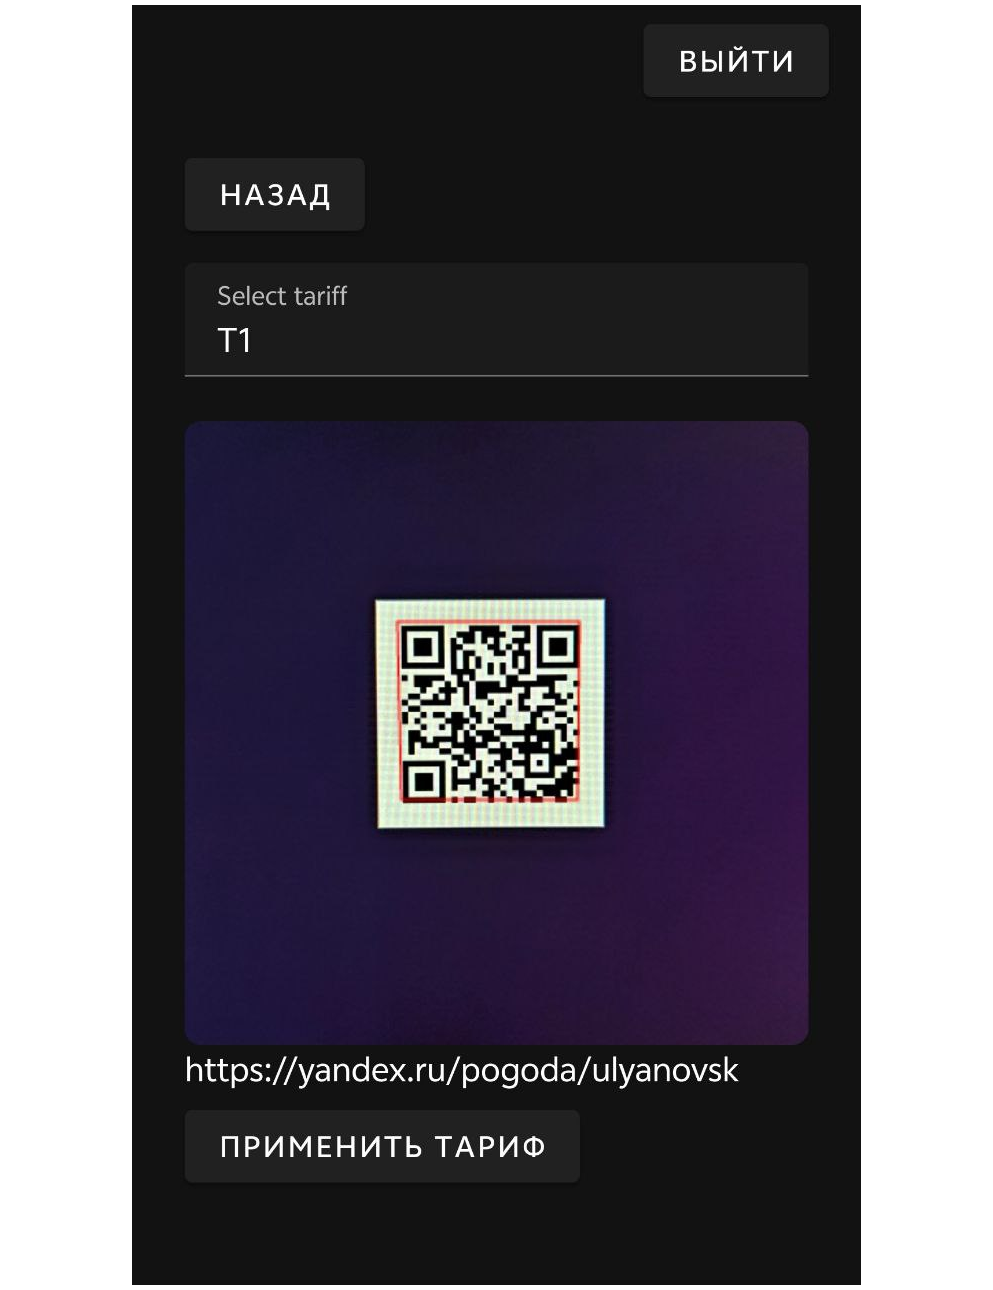 ВЫЙТИ
НАЗАД
Select tariff
T1
https://yandex.ru/pogoda/ulyanovsk
ПРИМЕНИТЬ ТАРИФ